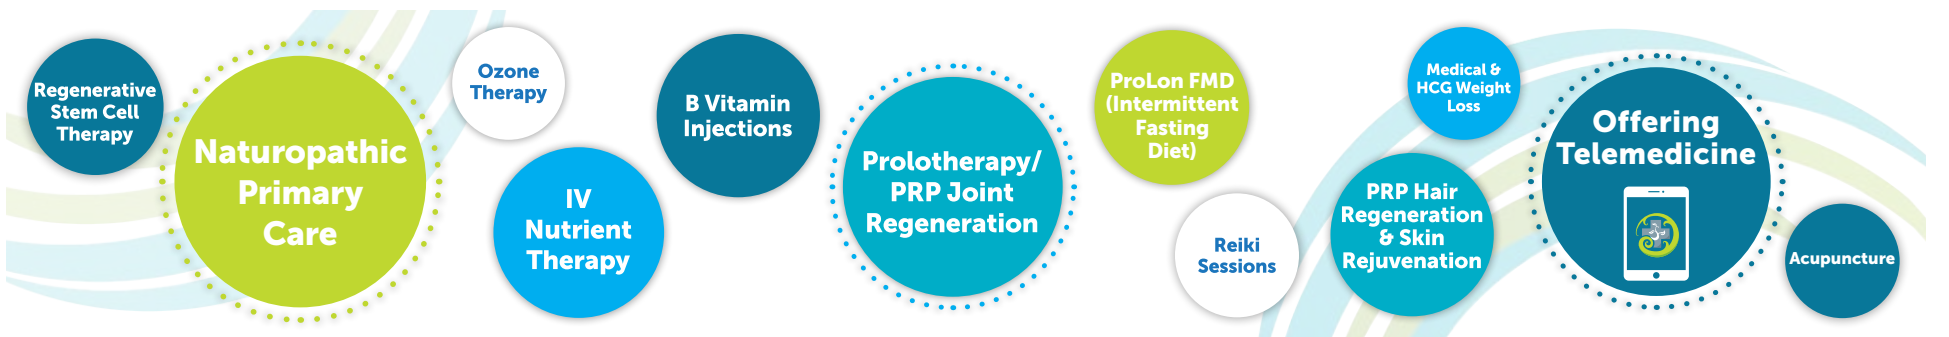 Regenerative
Stem Cell
Therapy
Naturopathic
Primary
Care
Ozone
Therapy
IV
Nutrient
Therapy
B Vitamin
Injections
Prolotherapy/
PRP Joint
Regeneration
ProLon FMD
(Intermittent
Fasting
Diet)
Reiki
Sessions
Medical &
HCG Weight
Loss
PRP Hair
Regeneration
& Skin
Rejuvenation
Offering
Telemedicine
Acupuncture